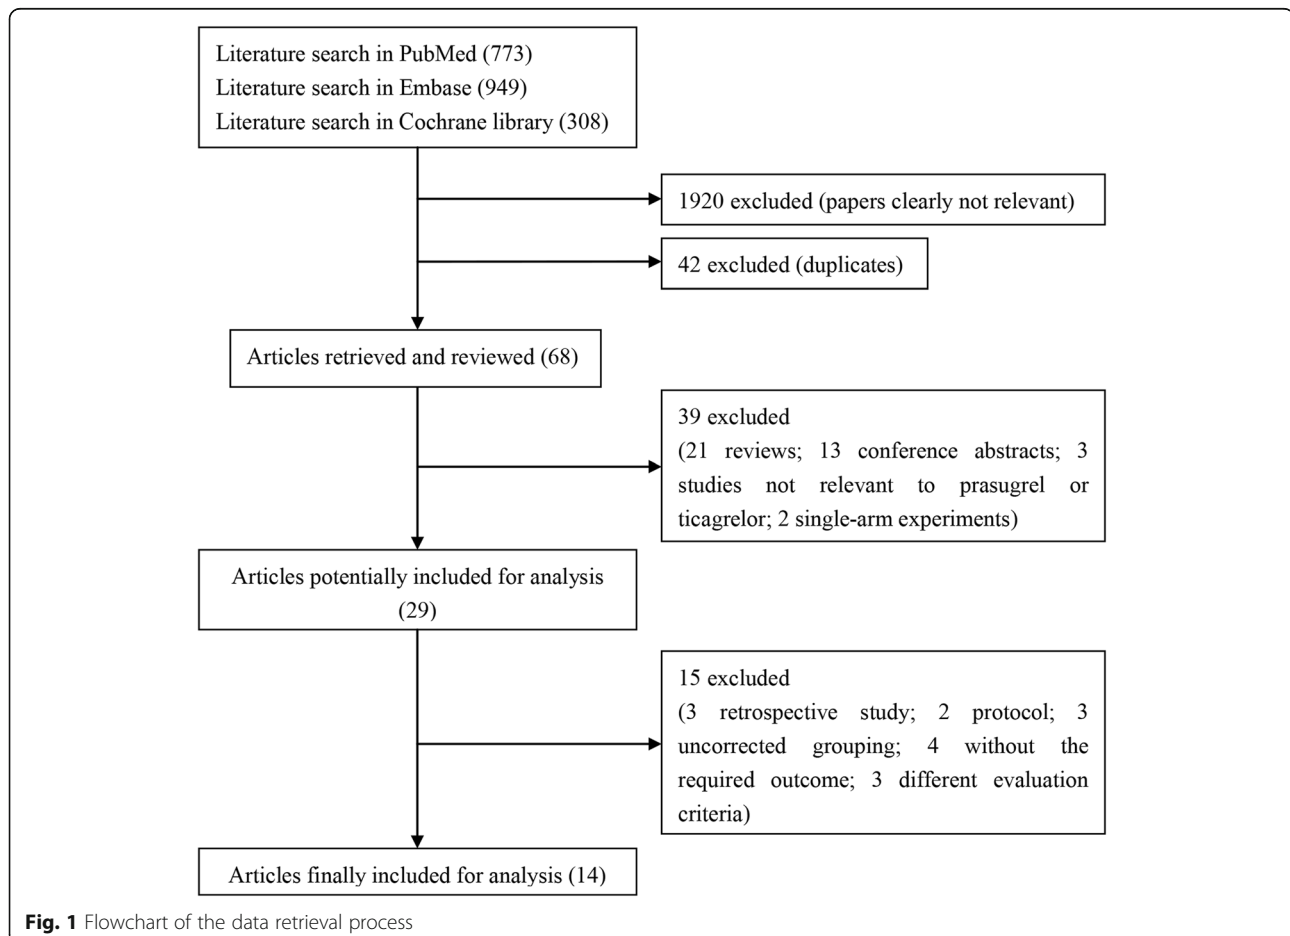 Literature search in PubMed (773)
Literature search in Embase (949)
Literature search in Cochrane library (308)
1920 excluded (papers clearly not relevant)
42 excluded (duplicates)
Articles retrieved and reviewed (68)
39 excluded
(21 reviews; 13 conference abstracts; 3
studies not relevant to prasugrel or
ticagrelor; 2 single-arm experiments)
Articles potentially included for analysis
(29)
15 excluded
(3 retrospective study; 2 protocol; 3
uncorrected grouping; 4 without the
required outcome; 3 different evaluation
criteria)
Articles finally included for analysis (14)
Fig. 1 Flowchart of the data retrieval process